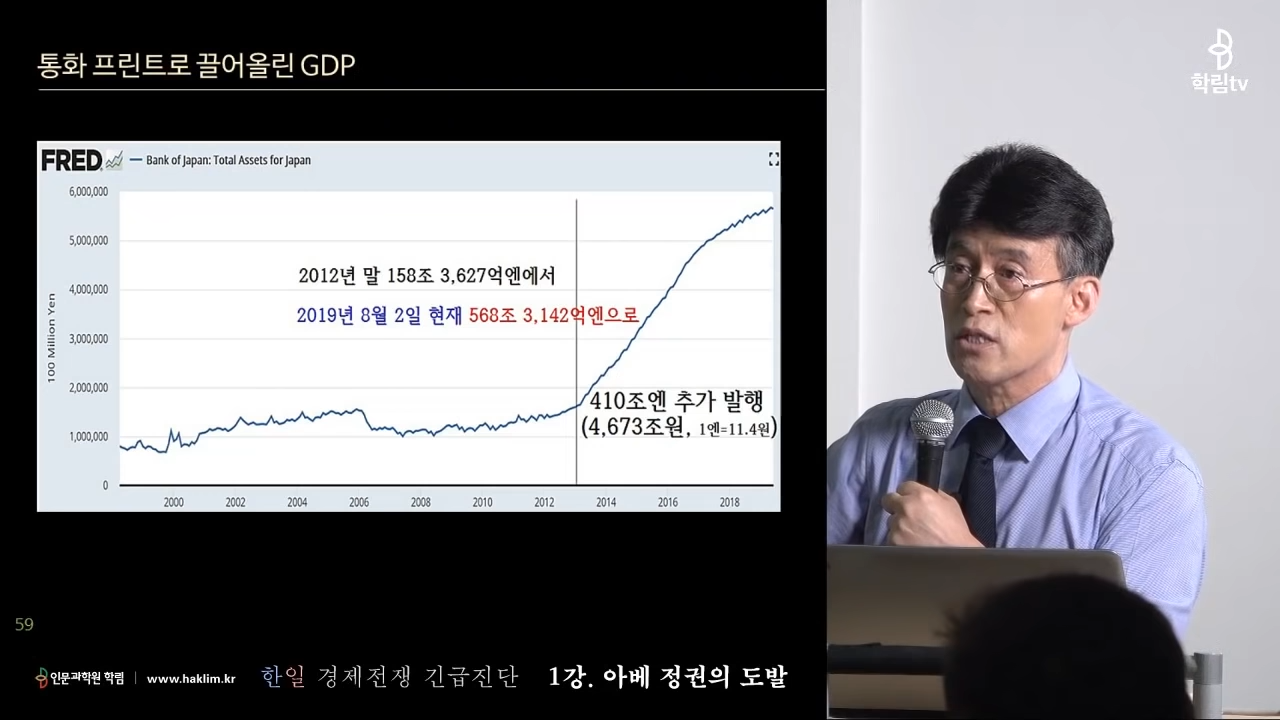 통화 프린트로 끌어올린 GDP
학림tv
FRED
Bank of Japan: Total Assets for Japan
6,000,000
5,000,000
4,000,000
3,000,000
2,000,000
1,000,000
0
100 Million Yen
2012년 말 158조 3,627억엔에서
2019년 8월 2일 현재 568조 3,142억엔으로
410조엔 추가 발행
(4,673조원, 1엔=11.4원)
2000 2002 2004 2006 2008 2010 2012 2014 2016 2018
59
인문과학원 학림 | www.haklim.kr
한일 경제전쟁 긴급진단 1강. 아베 정권의 도발